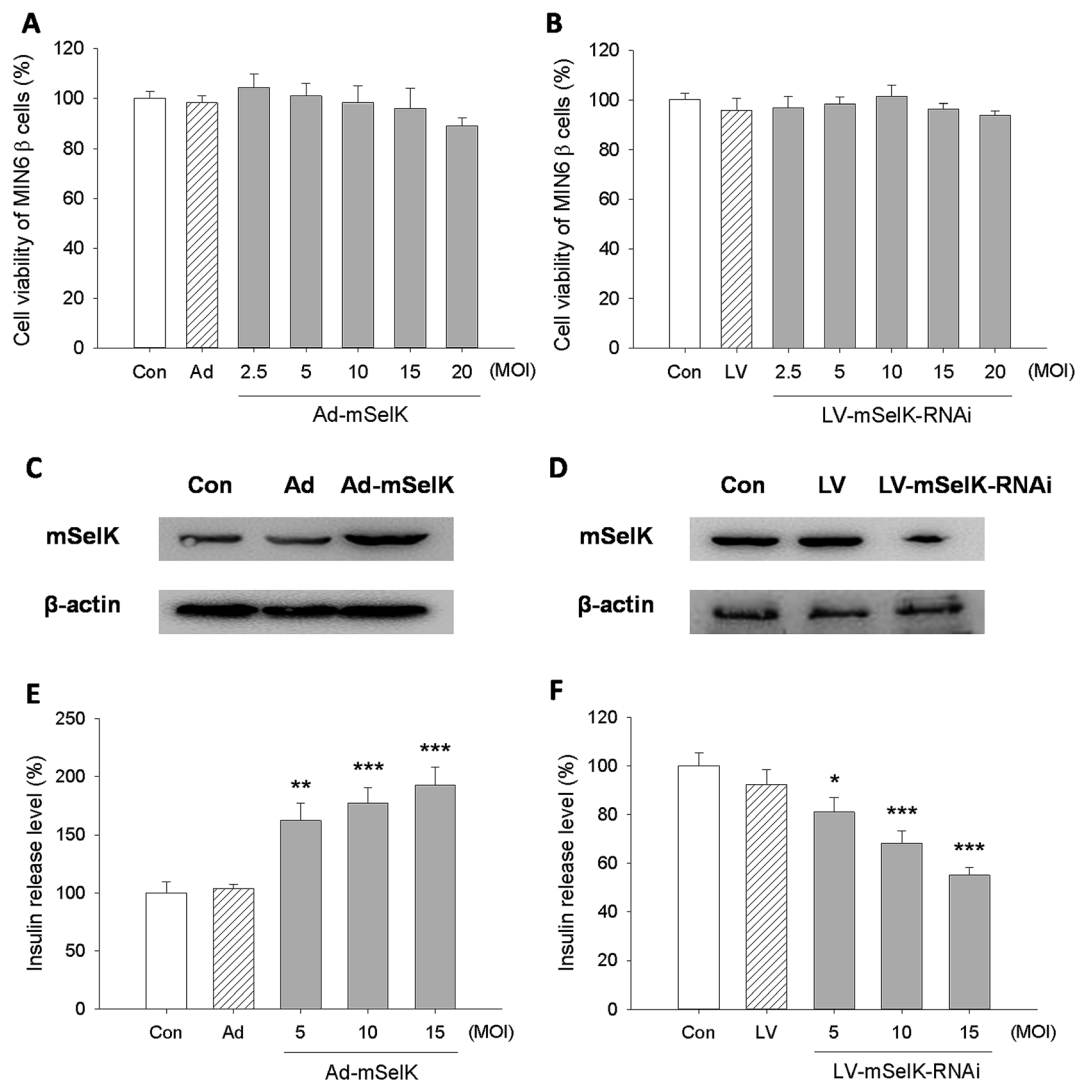 A
Cell viability of MIN6 β cells (%)
120
100
80
60
40
20
0
Con Ad 2.5 5 10 15 20 (MOI)
Ad-mSelK
B
Cell viability of MIN6 β cells (%)
120
100
80
60
40
20
0
Con LV 2.5 5 10 15 20 (MOI)
LV-mSelK-RNAi
C
Con Ad Ad-mSelK
mSelK
β-actin
D
Con LV LV-mSelK-RNAi
mSelK
β-actin
E
Insulin release level (%)
250
200
150
100
50
0
** *** ***
Con Ad 5 10 15 (MOI)
Ad-mSelK
F
Insulin release level (%)
120
100
80
60
40
20
0
* *** ***
Con LV 5 10 15 (MOI)
LV-mSelK-RNAi